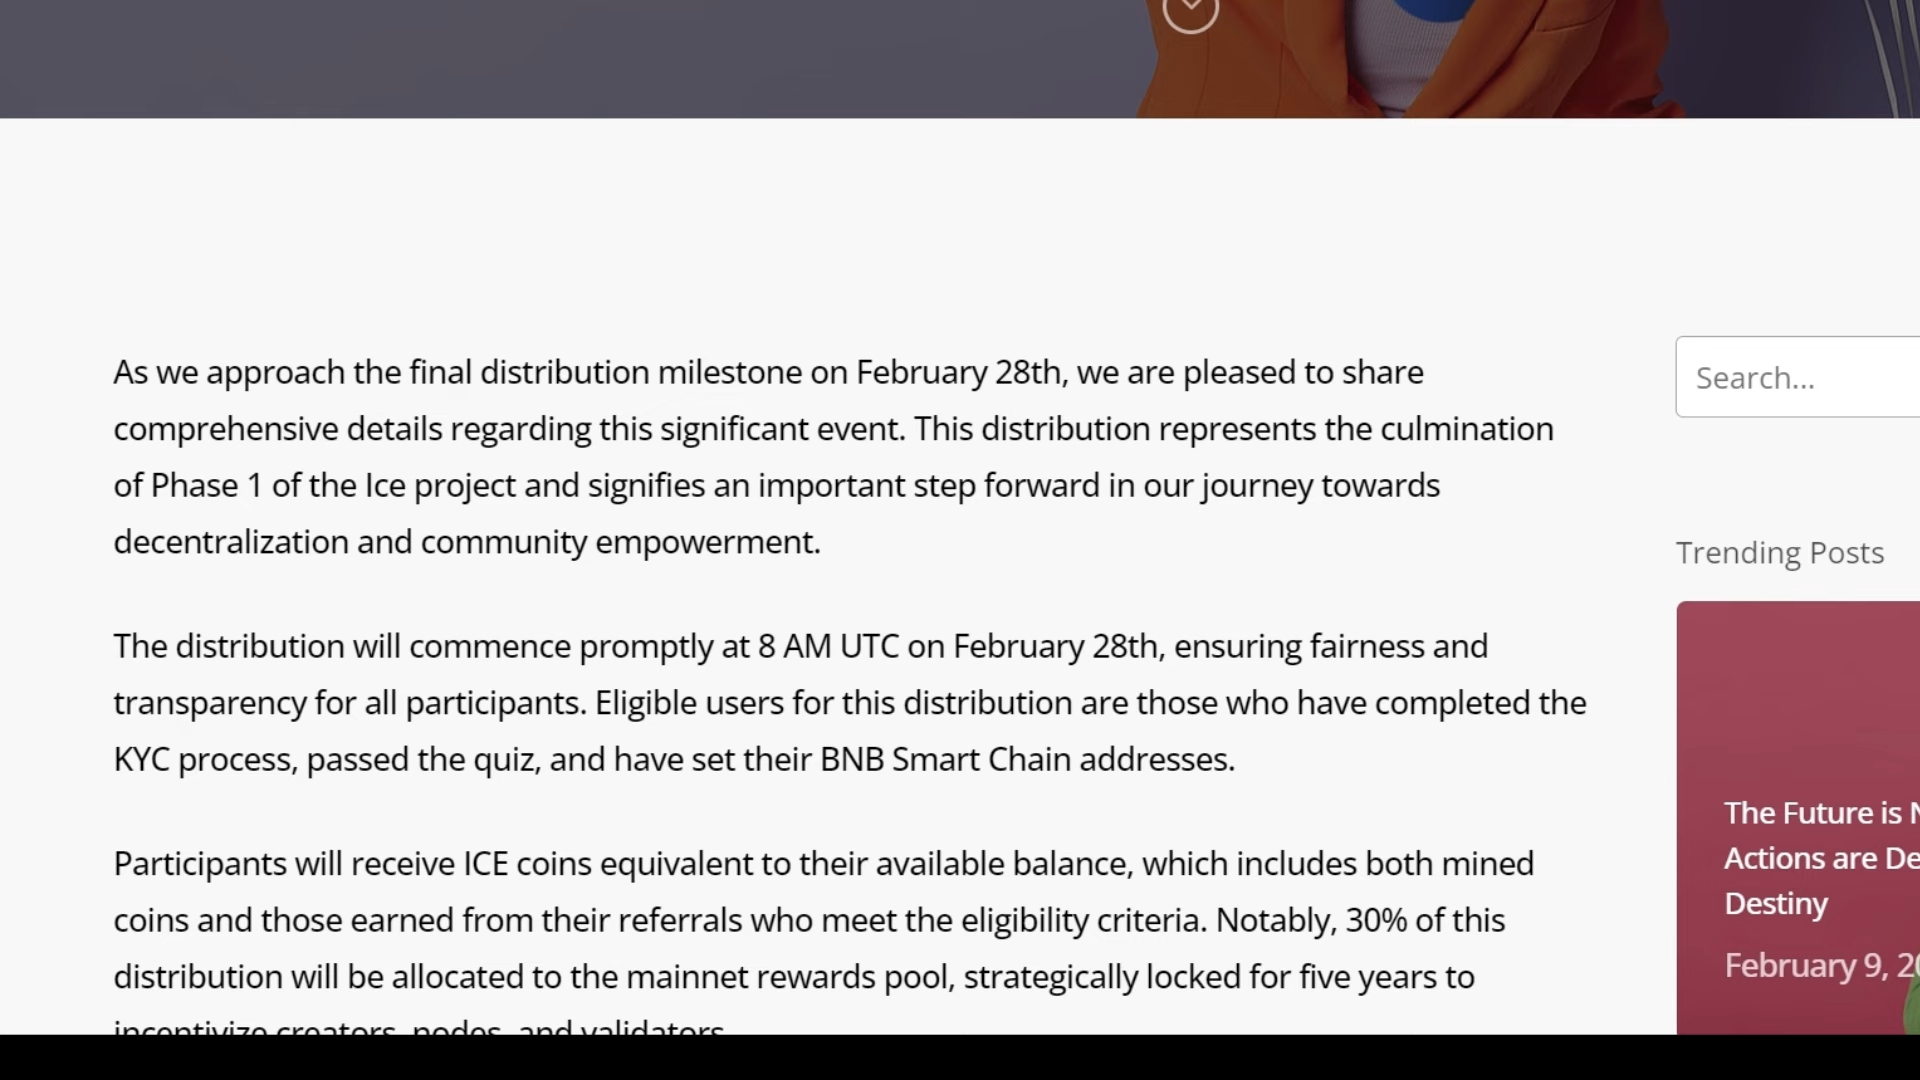 As we approach the final distribution milestone on February 28th, we are pleased to share
comprehensive details regarding this significant event. This distribution represents the culmination
of Phase 1 of the Ice project and signifies an important step forward in our journey towards
decentralization and community empowerment.
The distribution will commence promptly at 8 AM UTC on February 28th, ensuring fairness and
transparency for all participants. Eligible users for this distribution are those who have completed the
KYC process, passed the quiz, and have set their BNB Smart Chain addresses.
Participants will receive ICE coins equivalent to their available balance, which includes both mined
coins and those earned from their referrals who meet the eligibility criteria. Notably, 30% of this
distribution will be allocated to the mainnet rewards pool, strategically locked for five years to
incentivize creators, nodes, and validators.
Search...
Trending Posts
The Future is
Actions are
Destiny
February 9,